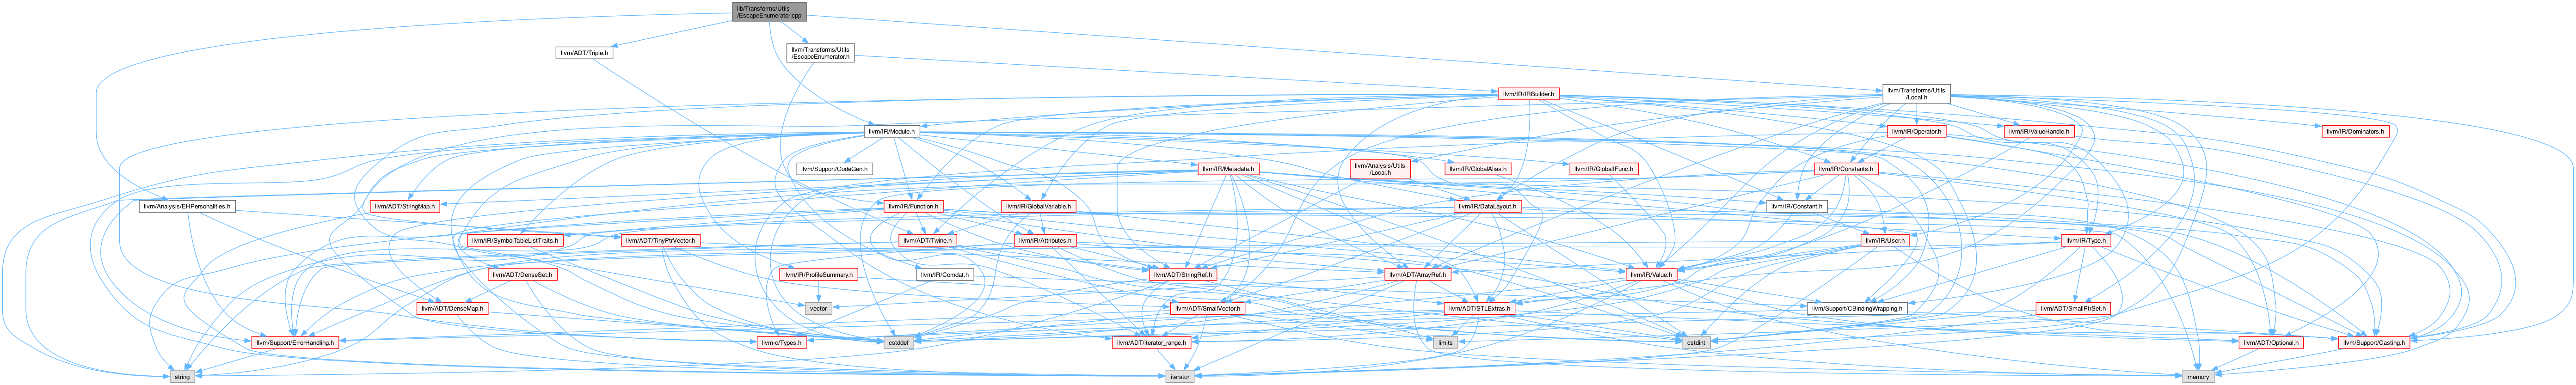 lib/Transforms/Utils
/EscapeEnumerator.cpp
llvm/ADT/Triple.h
llvm/Transforms/Utils
/EscapeEnumerator.h
llvm/IR/IRBuilder.h
llvm/Transforms/Utils
/Local.h
llvm/IR/Module.h
llvm/IR/Operator.h
llvm/IR/ValueHandle.h
llvm/IR/Dominators.h
llvm/Support/CodeGen.h
llvm/IR/Metadata.h
llvm/Analysis/Utils
/Local.h
llvm/IR/GlobalAlias.h
llvm/IR/GlobalIFunc.h
llvm/IR/Constants.h
llvm/Analysis/EHPersonalities.h
llvm/ADT/StringMap.h
llvm/IR/Function.h
llvm/IR/GlobalVariable.h
llvm/IR/DataLayout.h
llvm/IR/Constant.h
llvm/IR/SymbolTableListTraits.h
llvm/ADT/TinyPtrVector.h
llvm/ADT/Twine.h
llvm/IR/Attributes.h
llvm/IR/User.h
llvm/IR/Type.h
llvm/ADT/DenseSet.h
llvm/IR/ProfileSummary.h
llvm/IR/Comdat.h
llvm/ADT/StringRef.h
llvm/ADT/ArrayRef.h
llvm/IR/Value.h
llvm/ADT/DenseMap.h
vector
llvm/ADT/SmallVector.h
llvm/ADT/STLExtras.h
llvm/Support/CBindingWrapping.h
llvm/ADT/SmallPtrSet.h
llvm/Support/ErrorHandling.h
llvm-c/Types.h
cstddef
llvm/ADT/iterator_range.h
limits
cstdint
llvm/ADT/Optional.h
llvm/Support/Casting.h
string
iterator
memory